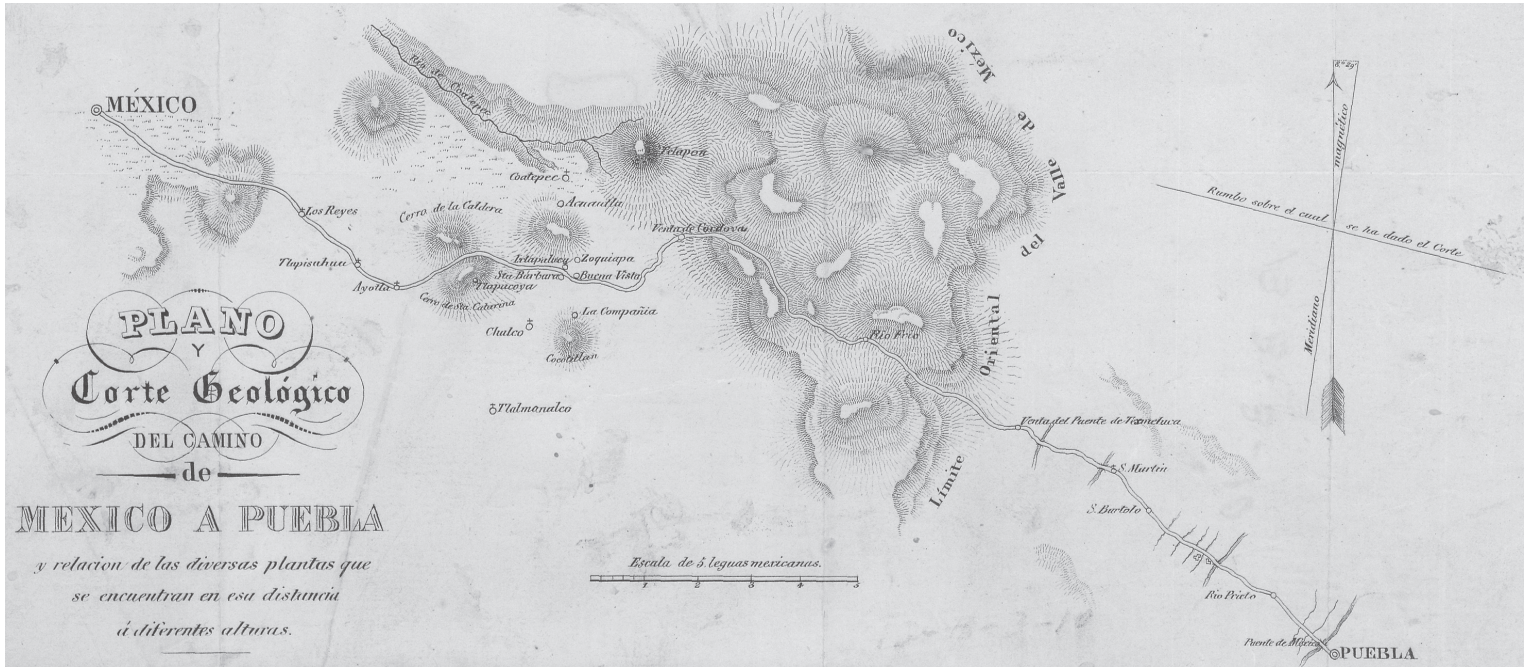 MÉXICO
Rio de Coatepec
Telapon
Coatepec
Acuautla
Los Reyes
Cerro de la Caldera
Venta de Cordova
Tlapisahua
Ixtapaluca
Zoquiapa
Sta Bárbara
Buena Vista
Ayotla
Tlapacoya
Cerro de Sta Catarina
La Compañia
Chalco
Cocotitlan
Tlalmanalco
Rio Frio
Límite Oriental del Valle de México
Venta del Puente de Texmeluca
S. Martin
S. Bartolo
Rio Prieto
Puente de México
PUEBLA
Meridiano magnético
Rumbo sobre el cual se ha dado el Corte
PLANO
Y
Corte Geológico
DEL CAMINO
de
MEXICO A PUEBLA
y relacion de las diversas plantas que
se encuentran en esa distancia
á diferentes alturas.
Escala de 5 leguas mexicanas.
1 2 3 4 5